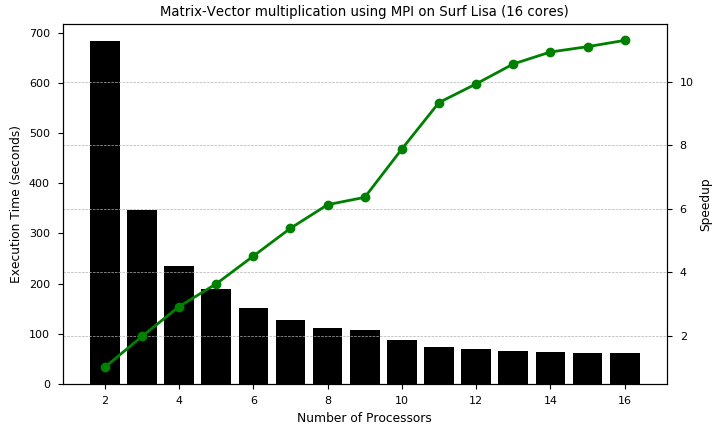 Matrix-Vector multiplication using MPI on Surf Lisa (16 cores)
Execution Time (seconds)
700
600
500
400
300
200
100
0
2 4 6 8 10 12 14 16
Number of Processors
10
8
6
4
2
Speedup